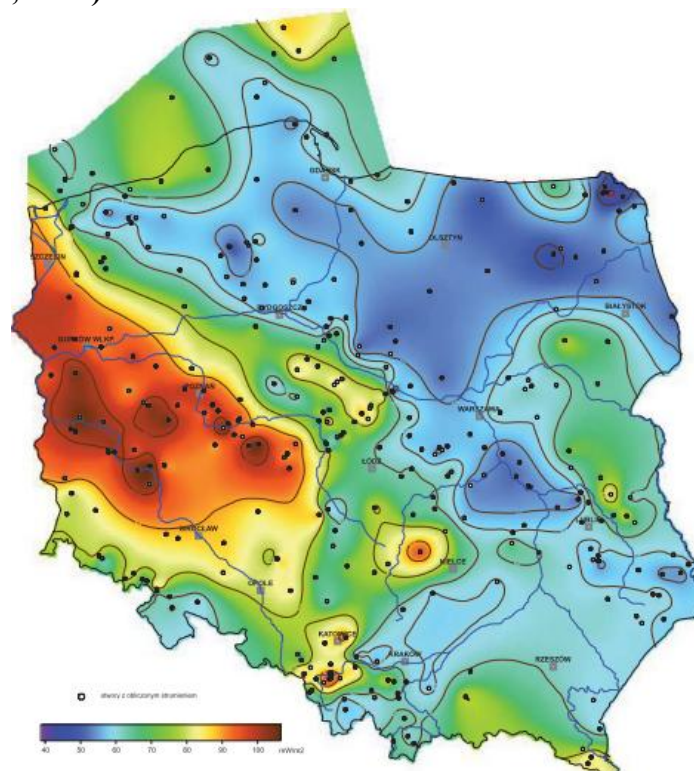 GDAŃSK
OLSZTYN
SZCZECIN
BYDGOSZCZ
BIAŁYSTOK
GORZÓW WLKP
POZNAŃ
WARSZAWA
ŁÓDŹ
WROCŁAW
LUBLIN
KIELCE
OPOLE
KATOWICE
KRAKÓW
RZESZÓW
otwory z obliczonym strumieniem
40 50 60 70 80 90 100 mW/m2